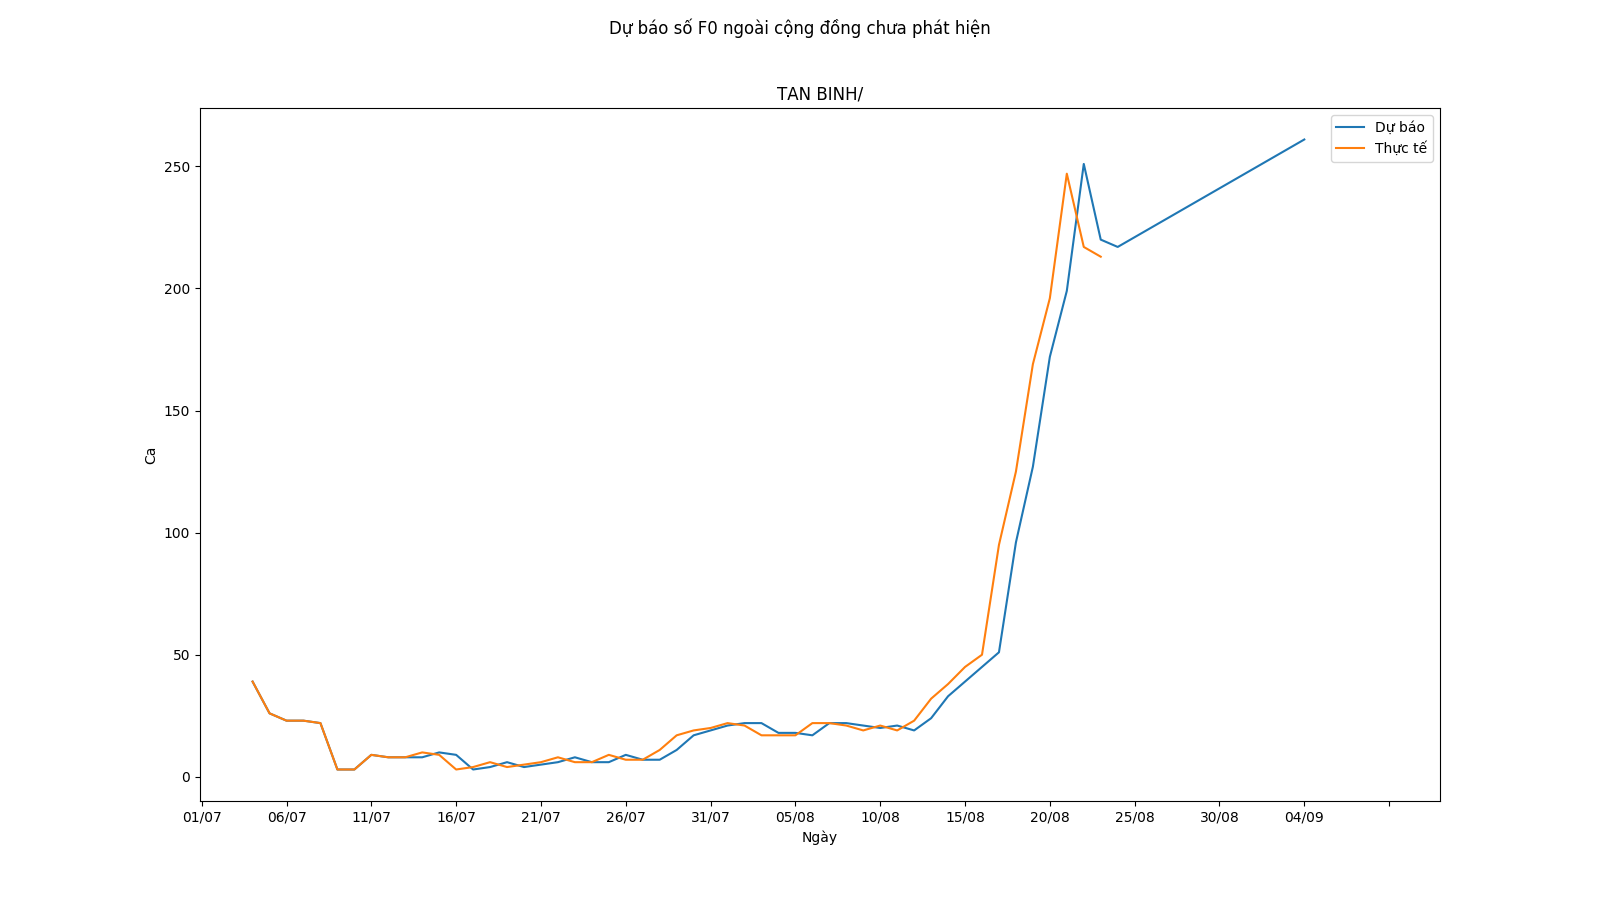 Dự báo số F0 ngoài cộng đồng chưa phát hiện
TAN BINH/
Dự báo
Thực tế
250
200
150
100
50
0
Ca
01/07 06/07 11/07 16/07 21/07 26/07 31/07 05/08 10/08 15/08 20/08 25/08 30/08 04/09
Ngày